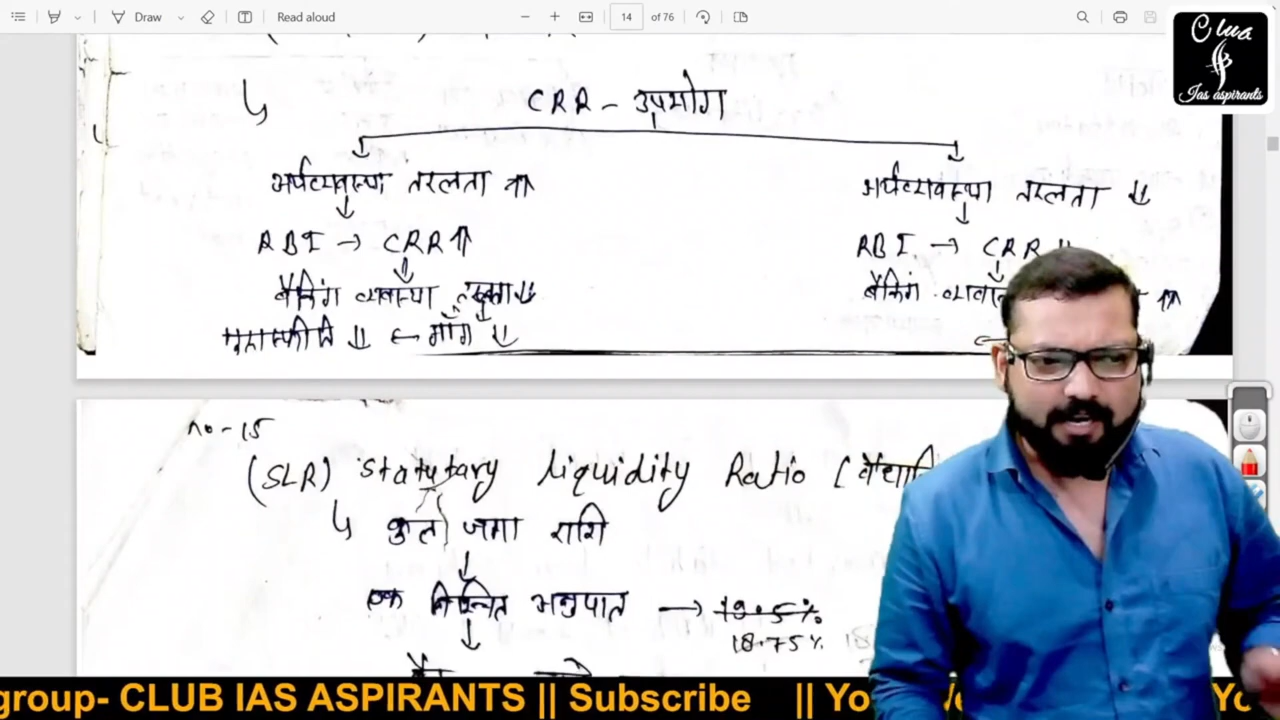 Draw
Read aloud
14 of 76
Club
Ias aspirants
CRR - उपयोग
अर्थव्यवस्था तरलता
अर्थव्यवस्था तरलता ↓↓
RBI → CRR ⇑
RBI → CRR
बैंकिंग व्यवस्था तरलता ↓↓
बैंकिंग
मुद्रास्फीति ↓↓ ← माँग ↓
no - 15
(SLR) Statutary liquidity Ratio [
↳ कुल जमा राशि
एक निश्चित अनुपात → 19.5%
18.75%
group- CLUB IAS ASPIRANTS || Subscribe ||